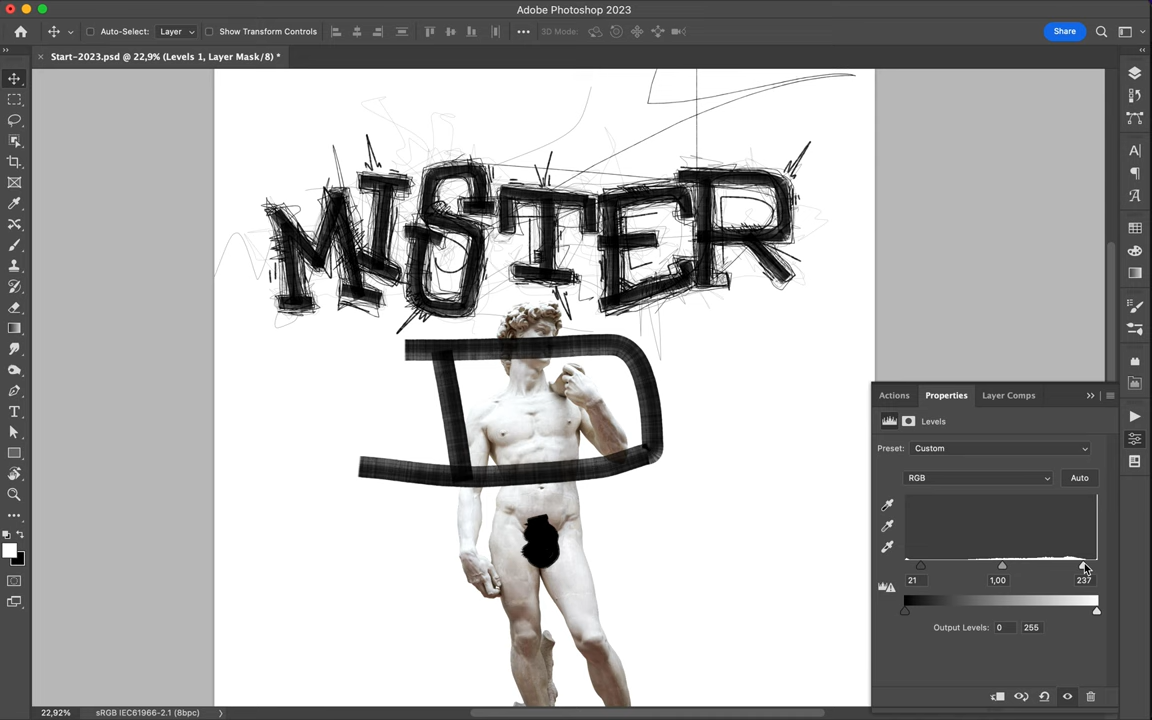 Adobe Photoshop 2023
Auto-Select: Layer Show Transform Controls 3D Mode: Share
Start-2023.psd @ 22,9% (Levels 1, Layer Mask/8) *
MISTER
D
Actions Properties Layer Comps
Levels
Preset: Custom
RGB Auto
21 1,00 237
Output Levels: 0 255
22,92% sRGB IEC61966-2.1 (8bpc)